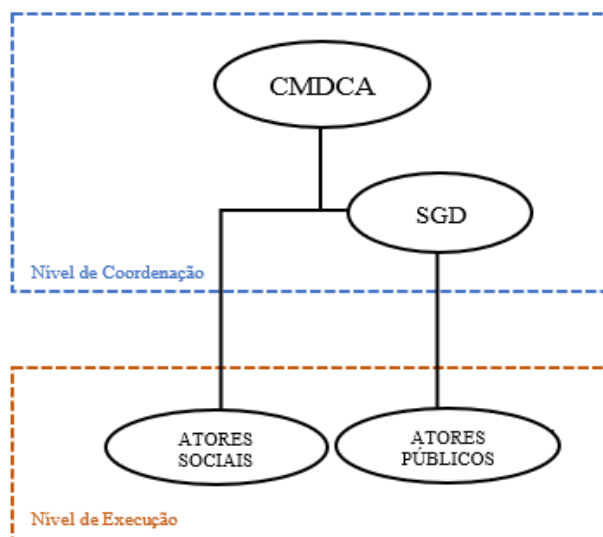 CMDCA
SGD
Nível de Coordenação
ATORES
SOCIAIS
ATORES
PÚBLICOS
Nível de Execução